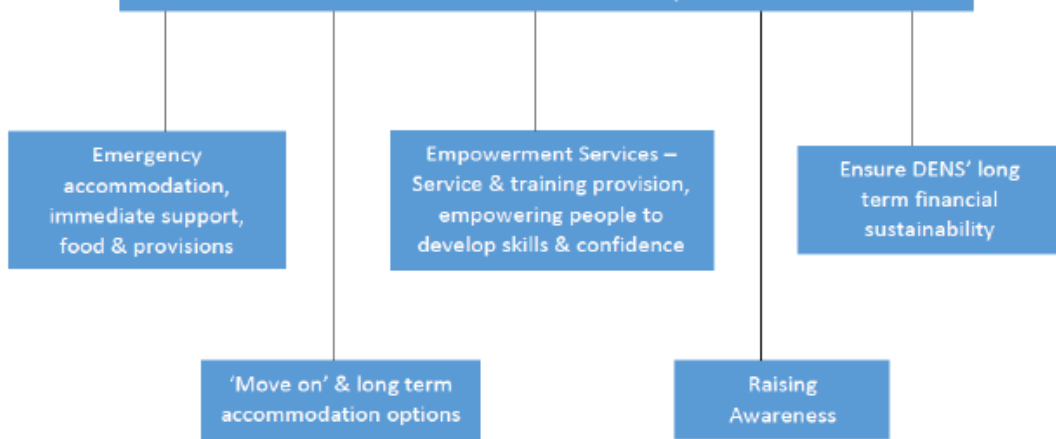 Emergency
accommodation,
immediate support,
food & provisions
Empowerment Services –
Service & training provision,
empowering people to
develop skills & confidence
Ensure DENS’ long
term financial
sustainability
‘Move on’ & long term
accommodation options
Raising
Awareness